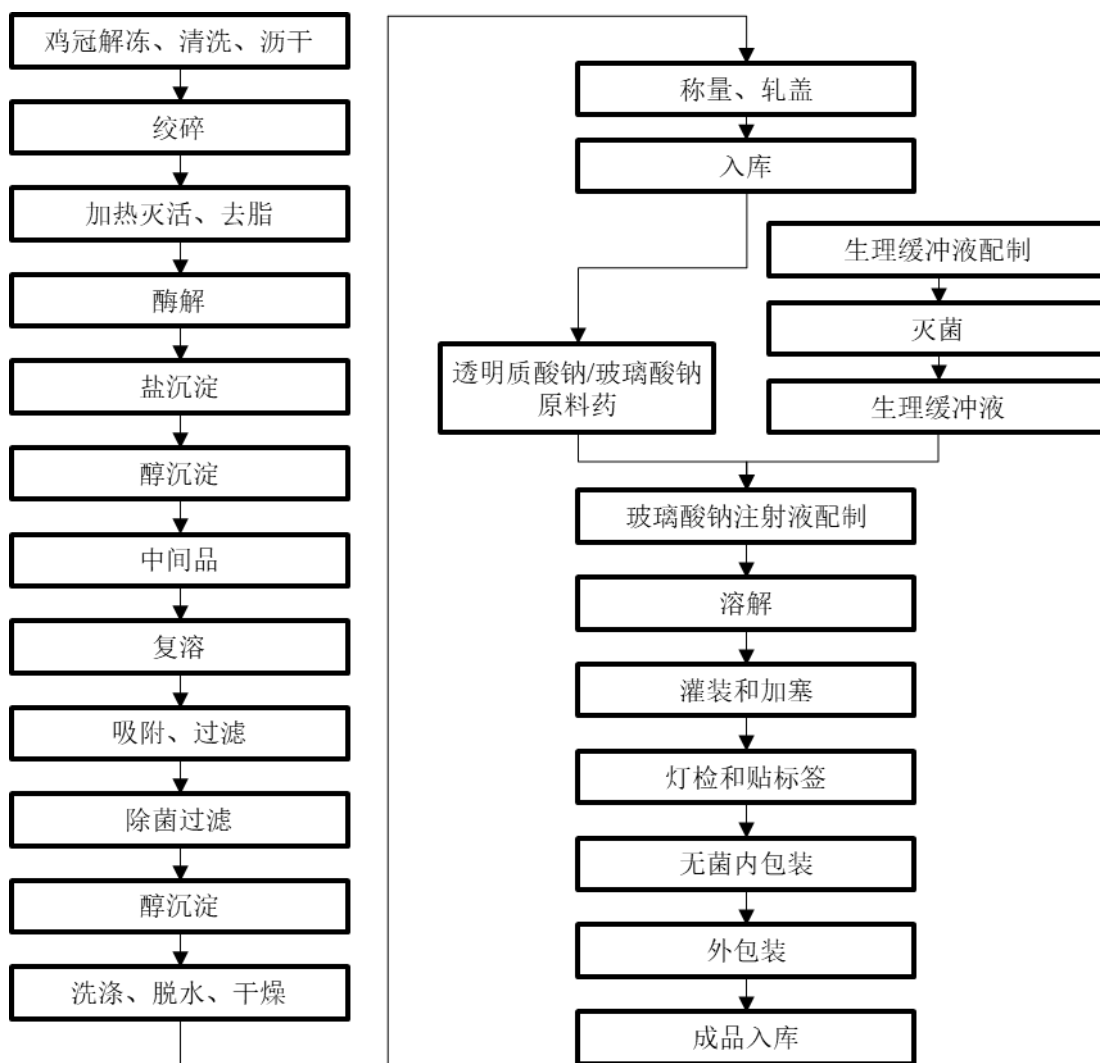 鸡冠解冻、清洗、沥干
绞碎
加热灭活、去脂
酶解
盐沉淀
醇沉淀
中间品
复溶
吸附、过滤
除菌过滤
醇沉淀
洗涤、脱水、干燥
称量、轧盖
入库
生理缓冲液配制
灭菌
生理缓冲液
透明质酸钠/玻璃酸钠
原料药
玻璃酸钠注射液配制
溶解
灌装和加塞
灯检和贴标签
无菌内包装
外包装
成品入库